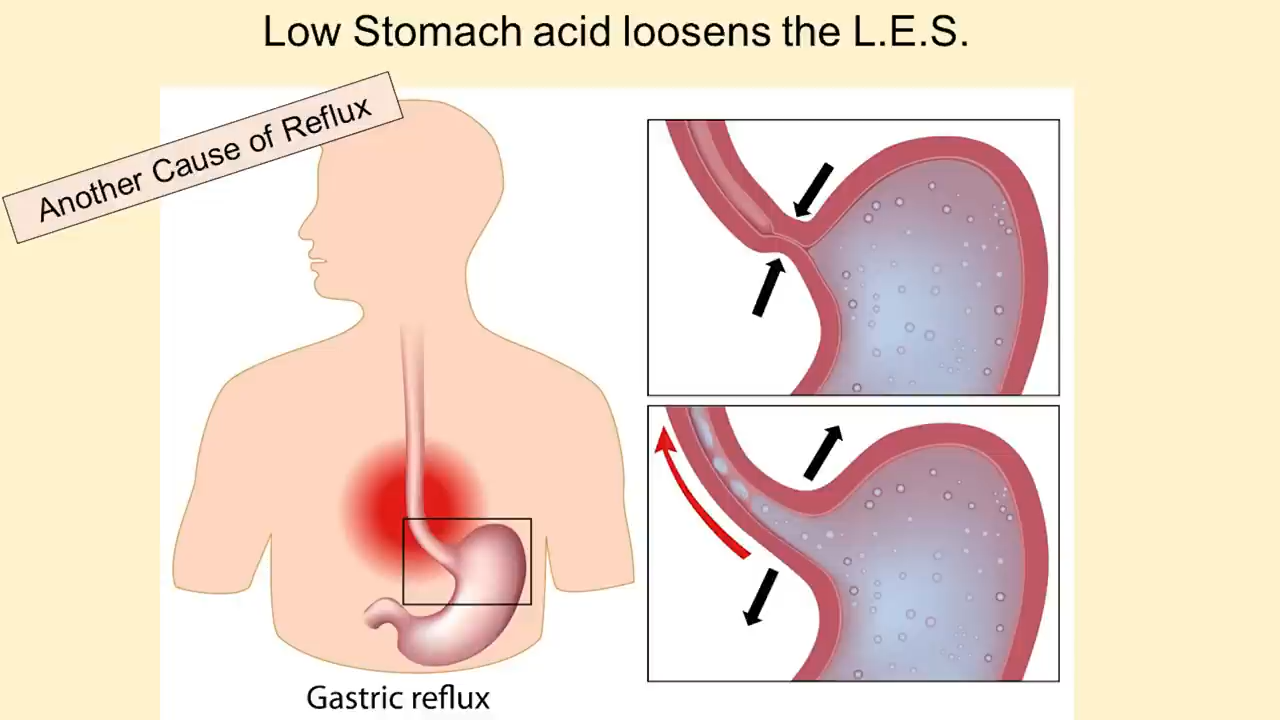 Low Stomach acid loosens the L.E.S.
Another Cause of Reflux
Gastric reflux